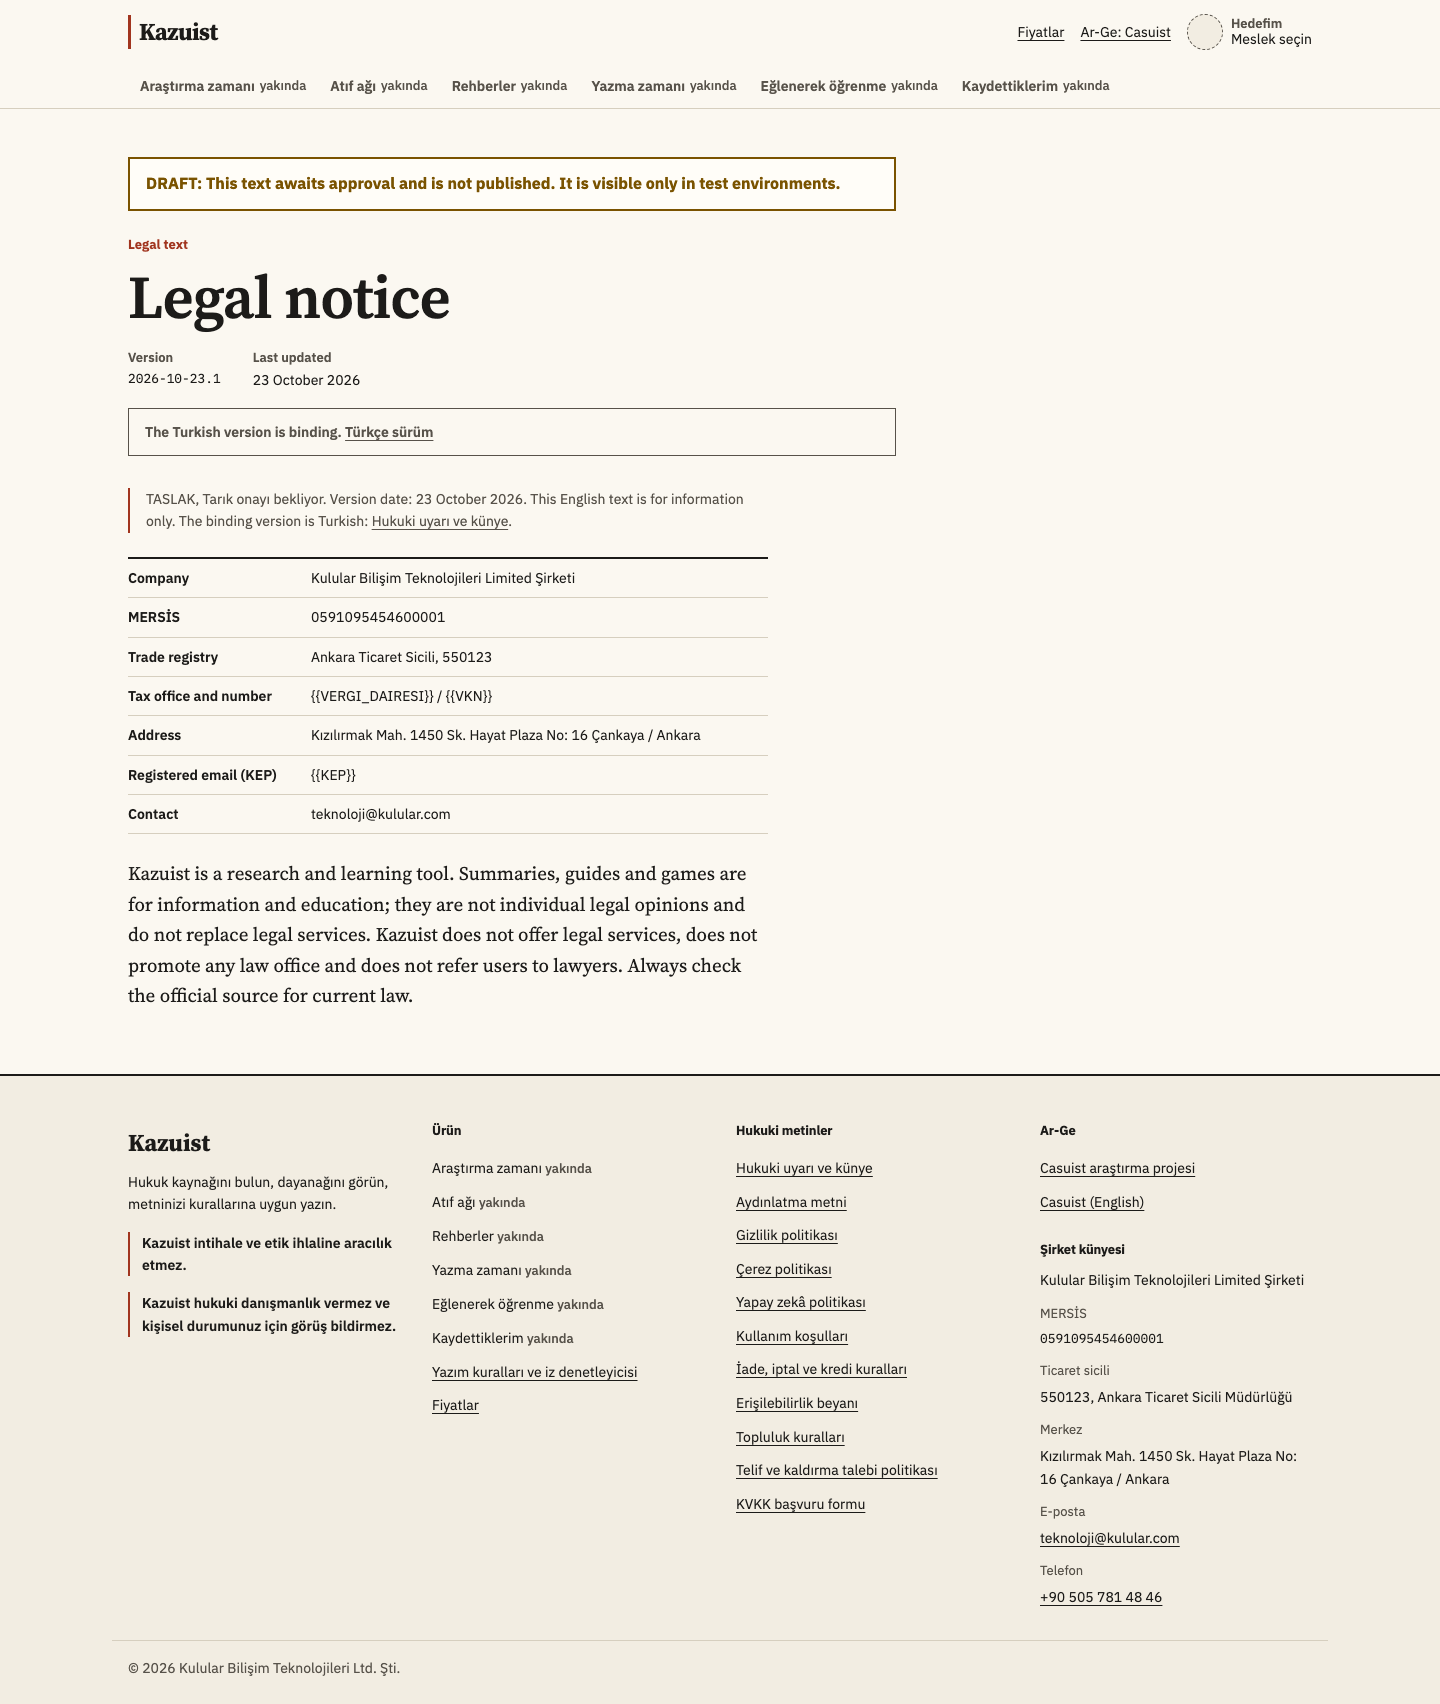 Kazuist
Fiyatlar Ar-Ge: Casuist Hedefim
Meslek seçin
Araştırma zamanı yakında Atıf ağı yakında Rehberler yakında Yazma zamanı yakında Eğlenerek öğrenme yakında Kaydettiklerim yakında
DRAFT: This text awaits approval and is not published. It is visible only in test environments.
Legal text
Legal notice
Version
2026-10-23.1
Last updated
23 October 2026
The Turkish version is binding. Türkçe sürüm
TASLAK, Tarık onayı bekliyor. Version date: 23 October 2026. This English text is for information
only. The binding version is Turkish: Hukuki uyarı ve künye.
Company Kulular Bilişim Teknolojileri Limited Şirketi
MERSİS 0591095454600001
Trade registry Ankara Ticaret Sicili, 550123
Tax office and number {{VERGI_DAIRESI}} / {{VKN}}
Address Kızılırmak Mah. 1450 Sk. Hayat Plaza No: 16 Çankaya / Ankara
Registered email (KEP) {{KEP}}
Contact teknoloji@kulular.com
Kazuist is a research and learning tool. Summaries, guides and games are
for information and education; they are not individual legal opinions and
do not replace legal services. Kazuist does not offer legal services, does not
promote any law office and does not refer users to lawyers. Always check
the official source for current law.
Kazuist
Hukuk kaynağını bulun, dayanağını görün,
metninizi kurallarına uygun yazın.
Kazuist intihale ve etik ihlaline aracılık
etmez.
Kazuist hukuki danışmanlık vermez ve
kişisel durumunuz için görüş bildirmez.
Ürün
Araştırma zamanı yakında
Atıf ağı yakında
Rehberler yakında
Yazma zamanı yakında
Eğlenerek öğrenme yakında
Kaydettiklerim yakında
Yazım kuralları ve iz denetleyicisi
Fiyatlar
Hukuki metinler
Hukuki uyarı ve künye
Aydınlatma metni
Gizlilik politikası
Çerez politikası
Yapay zekâ politikası
Kullanım koşulları
İade, iptal ve kredi kuralları
Erişilebilirlik beyanı
Topluluk kuralları
Telif ve kaldırma talebi politikası
KVKK başvuru formu
Ar-Ge
Casuist araştırma projesi
Casuist (English)
Şirket künyesi
Kulular Bilişim Teknolojileri Limited Şirketi
MERSİS
0591095454600001
Ticaret sicili
550123, Ankara Ticaret Sicili Müdürlüğü
Merkez
Kızılırmak Mah. 1450 Sk. Hayat Plaza No:
16 Çankaya / Ankara
E-posta
teknoloji@kulular.com
Telefon
+90 505 781 48 46
© 2026 Kulular Bilişim Teknolojileri Ltd. Şti.